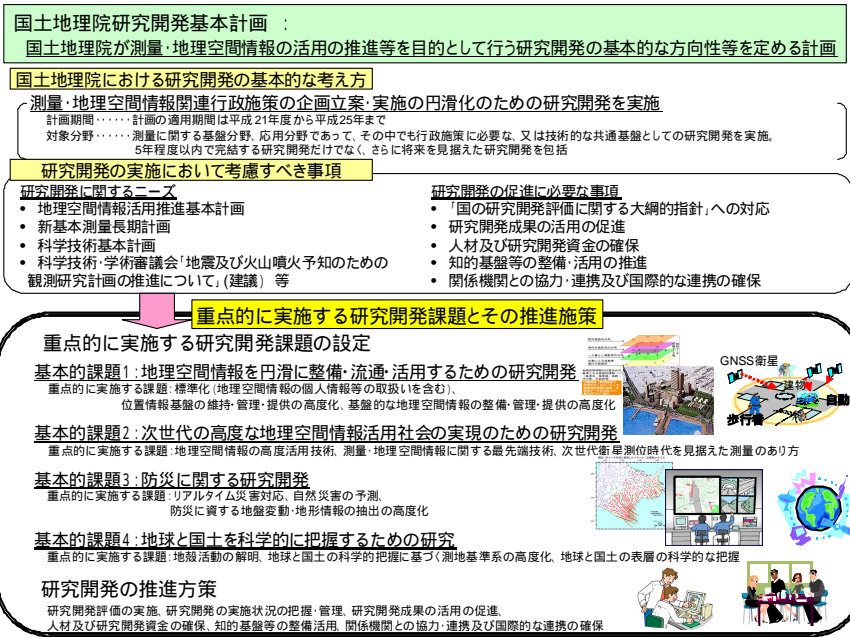 国土地理院研究開発基本計画 :
国土地理院が測量・地理空間情報の活用の推進等を目的として行う研究開発の基本的な方向性等を定める計画
国土地理院における研究開発の基本的な考え方
測量・地理空間情報関連行政施策の企画立案・実施の円滑化のための研究開発を実施
計画期間‥‥‥計画の適用期間は平成21年度から平成25年まで
対象分野‥‥‥測量に関する基盤分野、応用分野であって、その中でも行政施策に必要な、又は技術的な共通基盤としての研究開発を実施。
5年程度以内で完結する研究開発だけでなく、さらに将来を見据えた研究開発を包括
研究開発の実施において考慮すべき事項
研究開発に関するニーズ
• 地理空間情報活用推進基本計画
• 新基本測量長期計画
• 科学技術基本計画
• 科学技術・学術審議会「地震及び火山噴火予知のための
観測研究計画の推進について」(建議) 等
研究開発の促進に必要な事項
• 「国の研究開発評価に関する大綱的指針」への対応
• 研究開発成果の活用の促進
• 人材及び研究開発資金の確保
• 知的基盤等の整備・活用の推進
• 関係機関との協力・連携及び国際的な連携の確保
重点的に実施する研究開発課題とその推進施策
重点的に実施する研究開発課題の設定
基本的課題1:地理空間情報を円滑に整備・流通・活用するための研究開発
重点的に実施する課題:標準化(地理空間情報の個人情報等の取扱いを含む)、
位置情報基盤の維持・管理・提供の高度化、基盤的な地理空間情報の整備・管理・提供の高度化
GNSS衛星
建物
自動
歩行者
基本的課題2:次世代の高度な地理空間情報活用社会の実現のための研究開発
重点的に実施する課題:地理空間情報の高度活用技術、測量・地理空間情報に関する最先端技術、次世代衛星測位時代を見据えた測量のあり方
基本的課題3:防災に関する研究開発
重点的に実施する課題:リアルタイム災害対応、自然災害の予測、
防災に資する地盤変動・地形情報の抽出の高度化
基本的課題4:地球と国土を科学的に把握するための研究
重点的に実施する課題:地殻活動の解明、地球と国土の科学的把握に基づく測地基準系の高度化、地球と国土の表層の科学的な把握
研究開発の推進方策
研究開発評価の実施、研究開発の実施状況の把握・管理、研究開発成果の活用の促進、
人材及び研究開発資金の確保、知的基盤等の整備活用、関係機関との協力・連携及び国際的な連携の確保